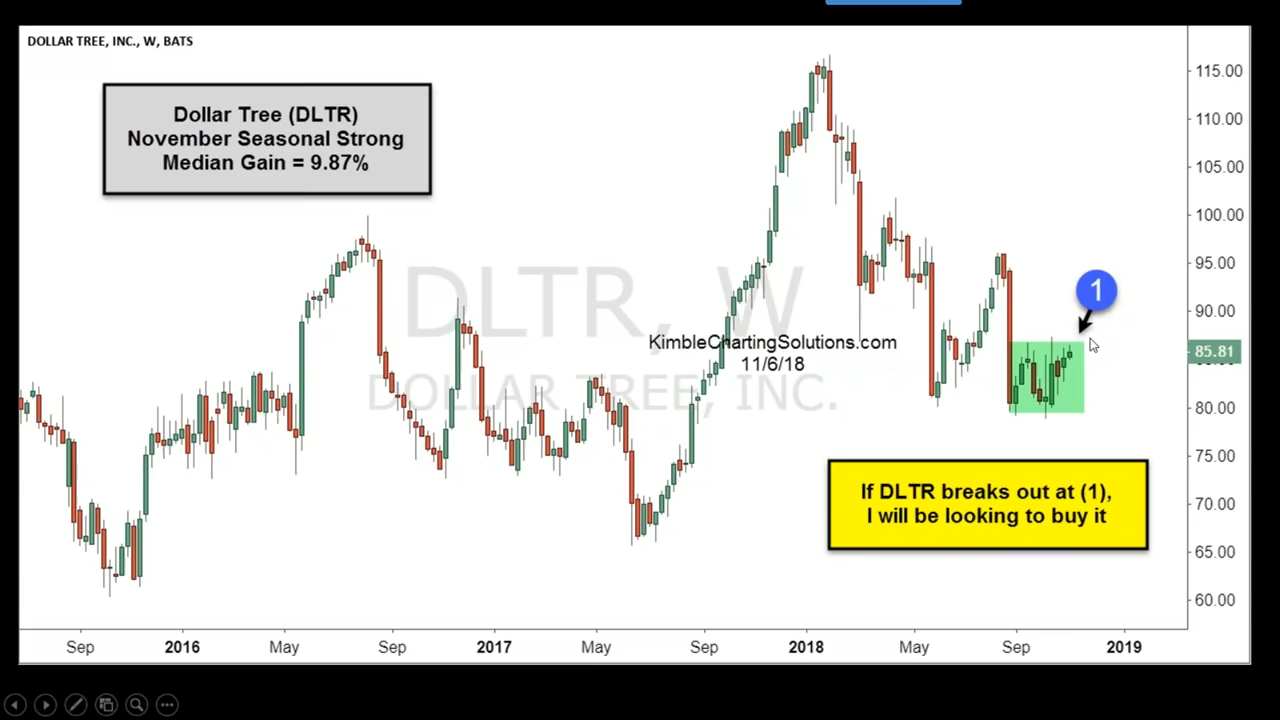 DOLLAR TREE, INC., W, BATS
Dollar Tree (DLTR)
November Seasonal Strong
Median Gain = 9.87%
DLTR, W
DOLLAR TREE, INC.
KimbleChartingSolutions.com
11/6/18
1
If DLTR breaks out at (1),
I will be looking to buy it
115.00
110.00
105.00
100.00
95.00
90.00
85.81
80.00
75.00
70.00
65.00
60.00
Sep 2016 May Sep 2017 May Sep 2018 May Sep 2019